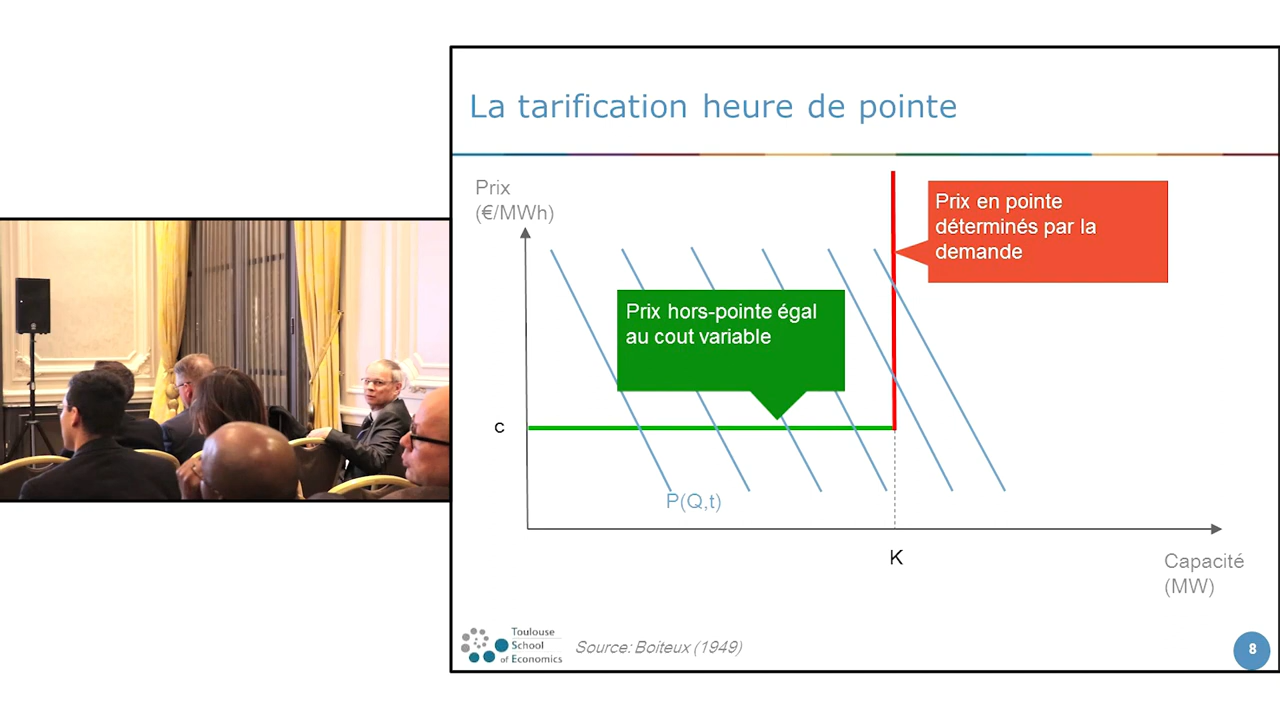 La tarification heure de pointe
Prix
(€/MWh)
Prix en pointe
déterminés par la
demande
Prix hors-pointe égal
au cout variable
c
P(Q,t)
K
Capacité
(MW)
Toulouse
School
of Economics
Source: Boiteux (1949)
8